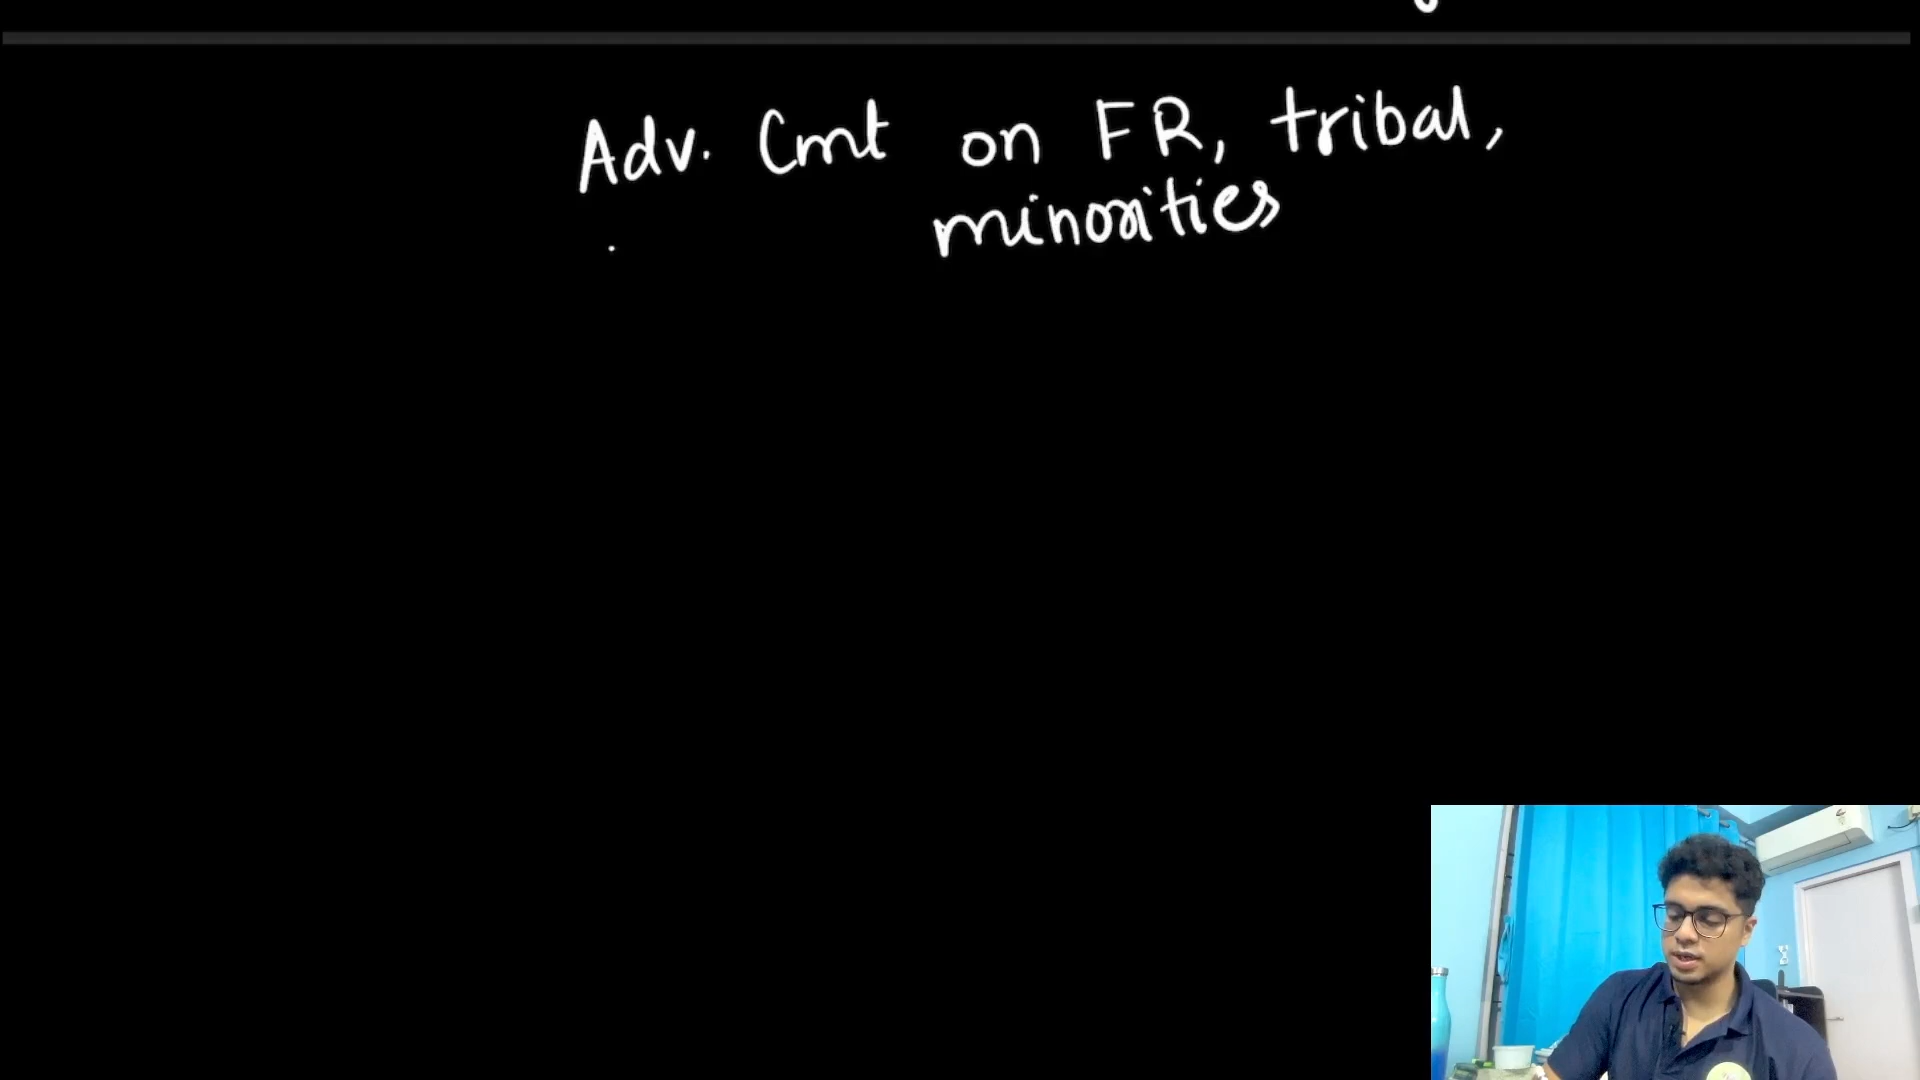 Adv. Cmt on FR, tribal,
minorities